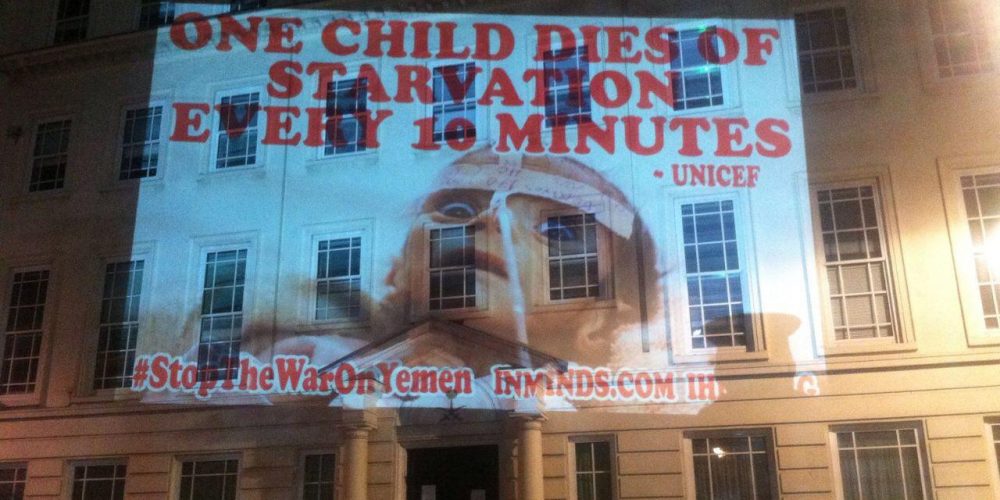 ONE CHILD DIES OF
STARVATION
EVERY 10 MINUTES
~ UNICEF
#StopTheWarOnYemen INMINDS.COM